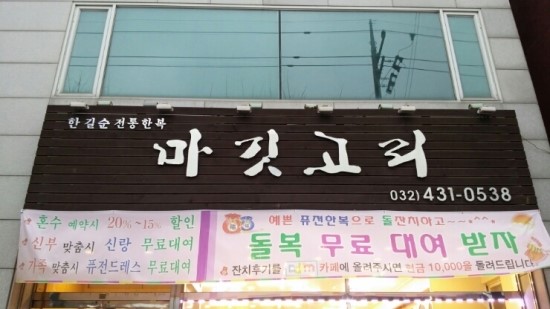 한길순전통한복
마깃고리
032) 431-0538
혼수 예약시 20%~15% 할인
신부 맞춤시 신랑 무료대여
가족 맞춤시 퓨전드레스 무료대여
예쁜 퓨전한복으로 돌잔치하고~~*^^*
돌복 무료 대여 받자
잔치후기를 카페에 올려주시면 현금 10,000을 돌려드립니다